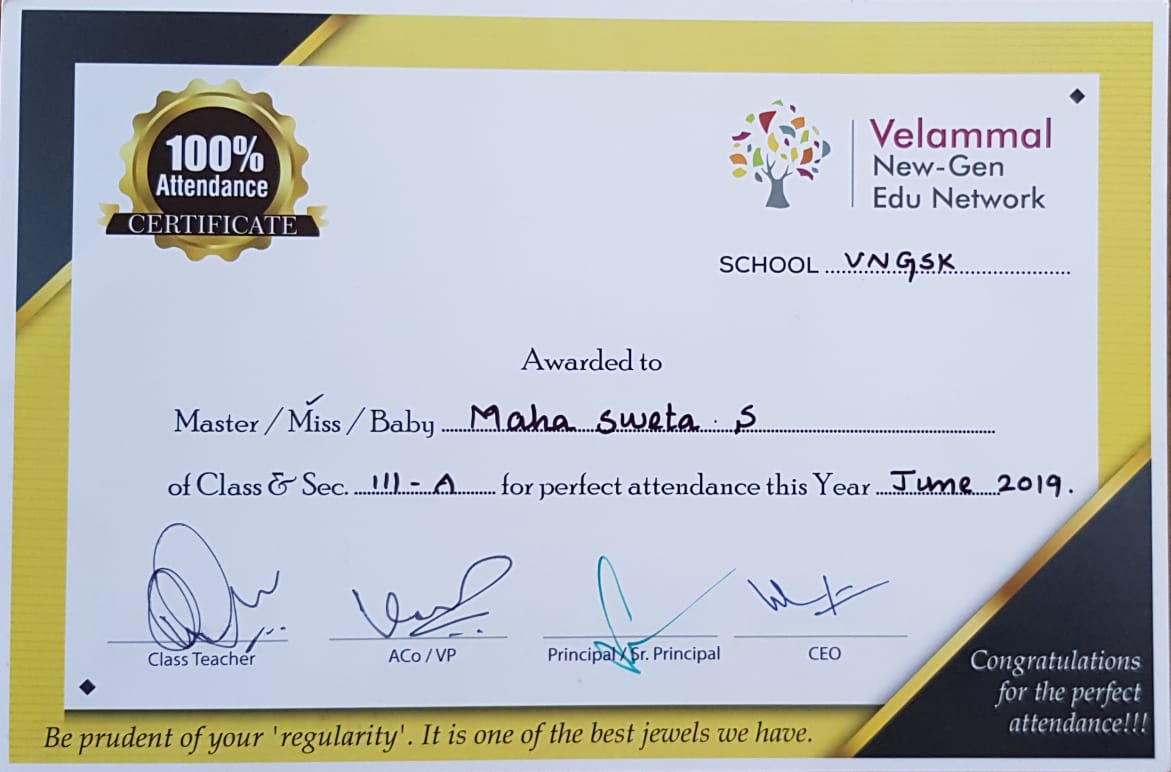 100%
Attendance
CERTIFICATE
Velammal
New-Gen
Edu Network
SCHOOL ....VNGSK....................
Awarded to
Master / Miss / Baby ....Maha Sweta . S....................
of Class & Sec. ....III - A...... for perfect attendance this Year ....June....2019.
Class Teacher
ACo / VP
Principal / Sr. Principal
CEO
Congratulations
for the perfect
attendance!!!
Be prudent of your 'regularity'. It is one of the best jewels we have.